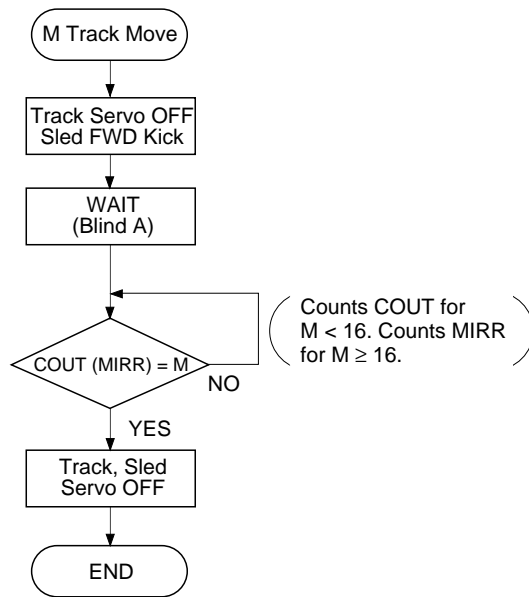 M Track Move
Track Servo OFF
Sled FWD Kick
WAIT
(Blind A)
Counts COUT for
M < 16. Counts MIRR
for M ≥ 16.
COUT (MIRR) = M
NO
YES
Track, Sled
Servo OFF
END